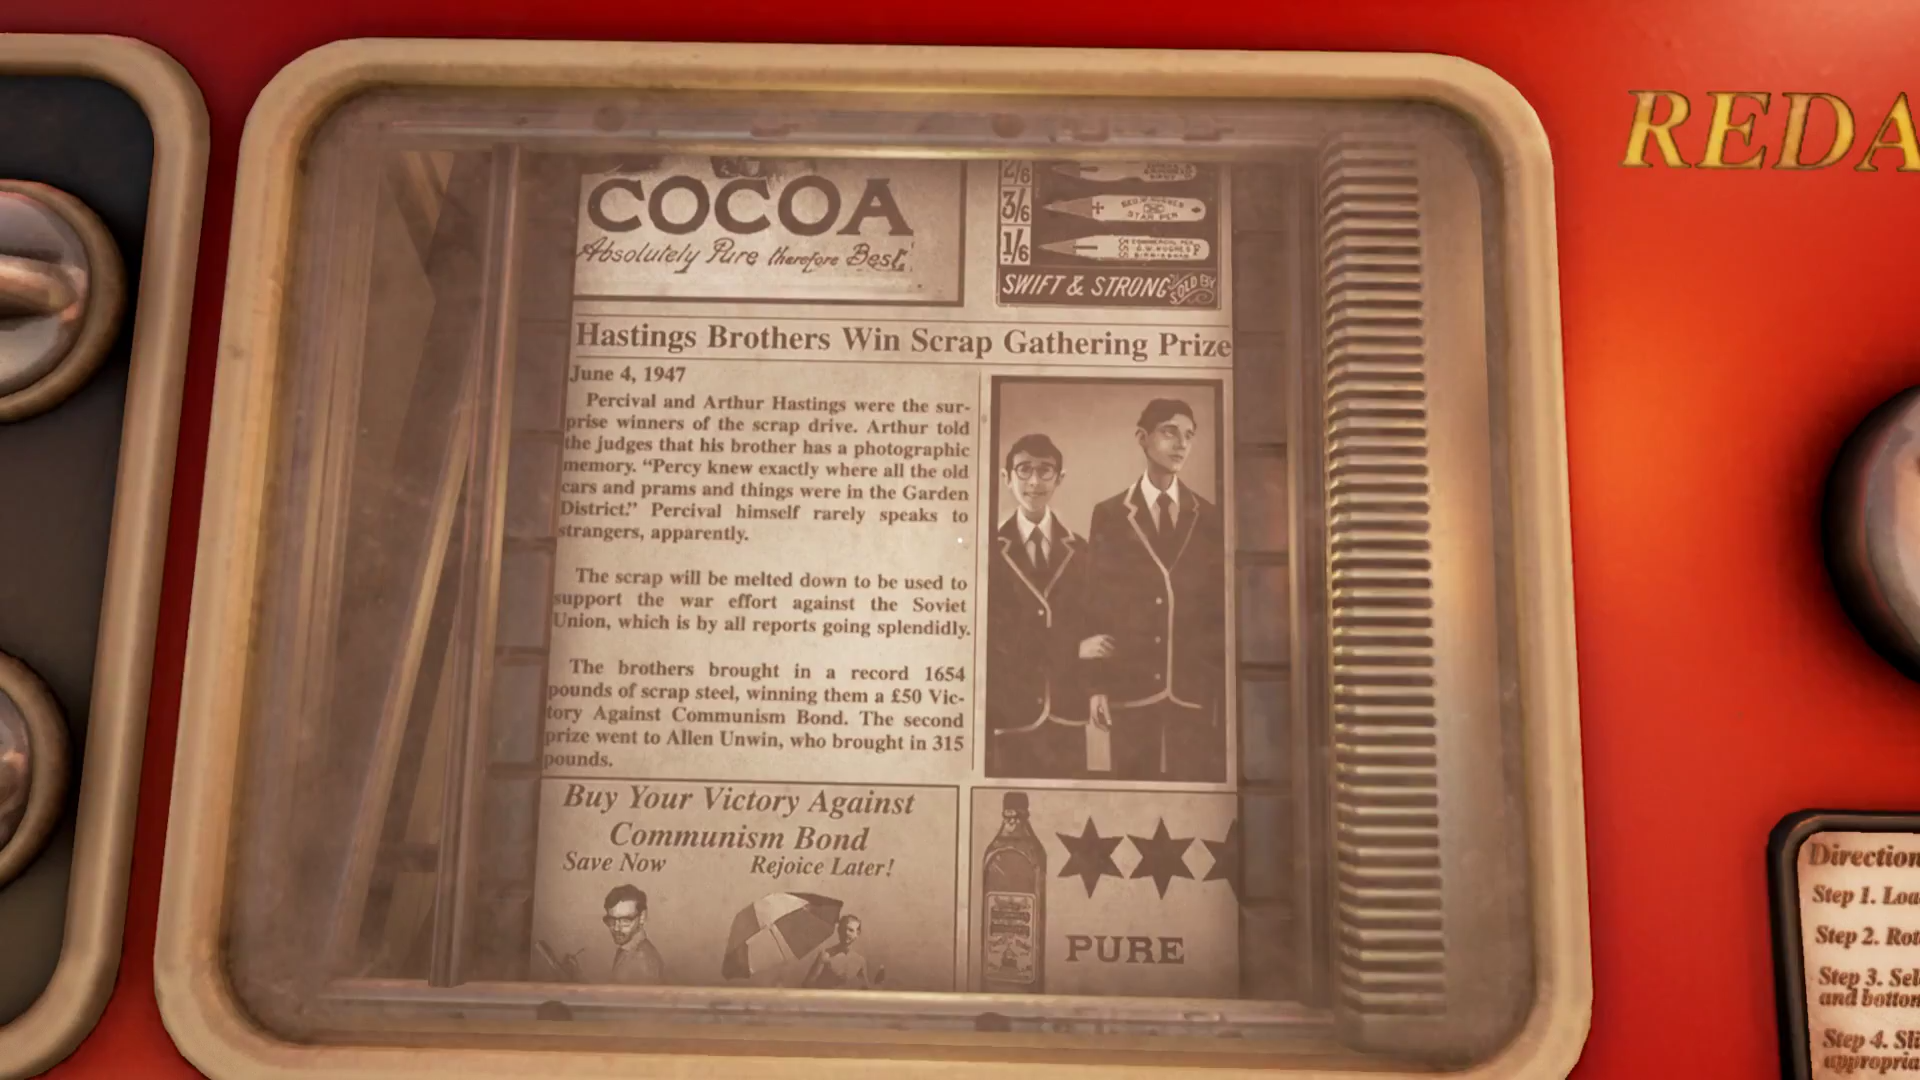 COCOA
Absolutely Pure therefore Best.
2/6
3/6
1/6
STAR PEN
SWIFT & STRONG
SOLD BY
Hastings Brothers Win Scrap Gathering Prize
June 4, 1947
Percival and Arthur Hastings were the sur-
prise winners of the scrap drive. Arthur told
the judges that his brother has a photographic
memory. “Percy knew exactly where all the old
cars and prams and things were in the Garden
District.” Percival himself rarely speaks to
strangers, apparently.
The scrap will be melted down to be used to
support the war effort against the Soviet
Union, which is by all reports going splendidly.
The brothers brought in a record 1654
pounds of scrap steel, winning them a £50 Vic-
tory Against Communism Bond. The second
prize went to Allen Unwin, who brought in 315
pounds.
Buy Your Victory Against
Communism Bond
Save Now
Rejoice Later!
PURE
REDA
Direction
Step 1. Loa
Step 2. Rot
Step 3. Sel
and bottom
Step 4. Sli
appropria